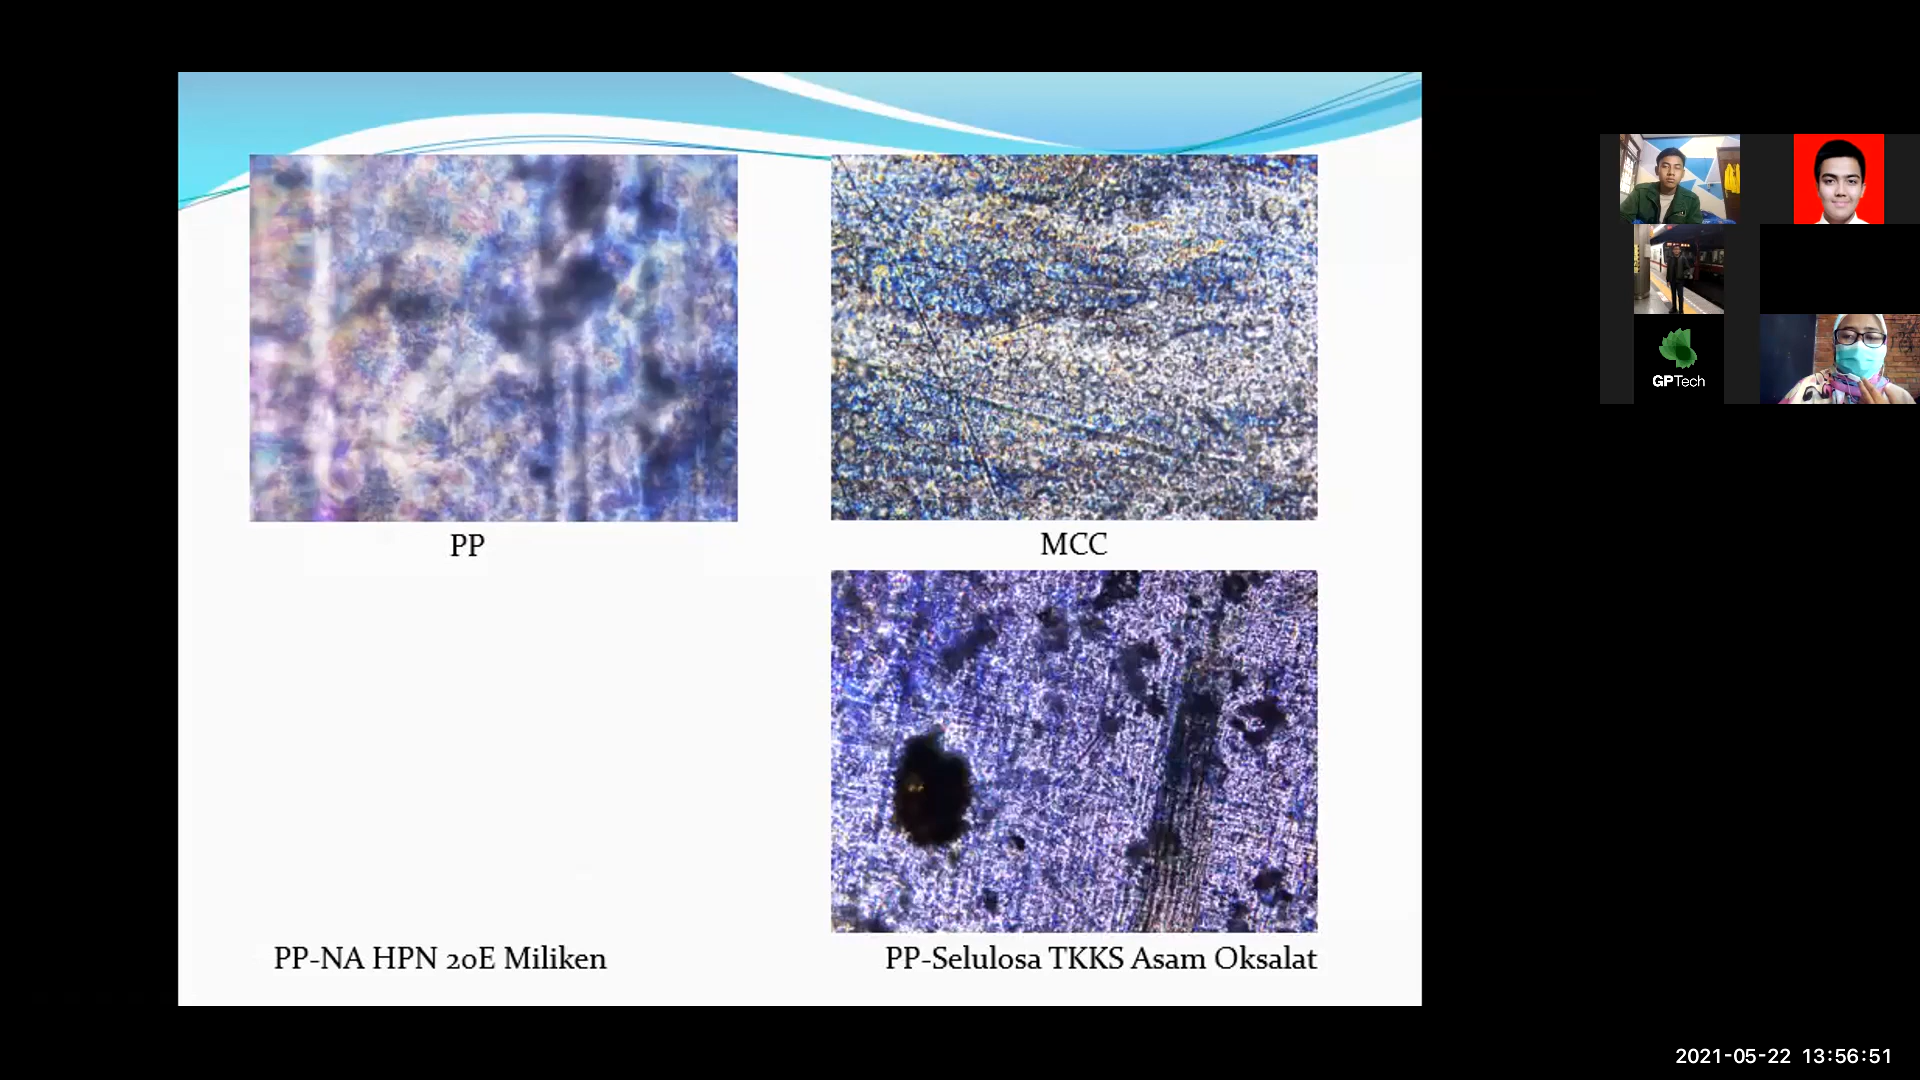 PP
MCC
PP-NA HPN 20E Miliken
PP-Selulosa TKKS Asam Oksalat
GPTech
2021-05-22 13:56:51